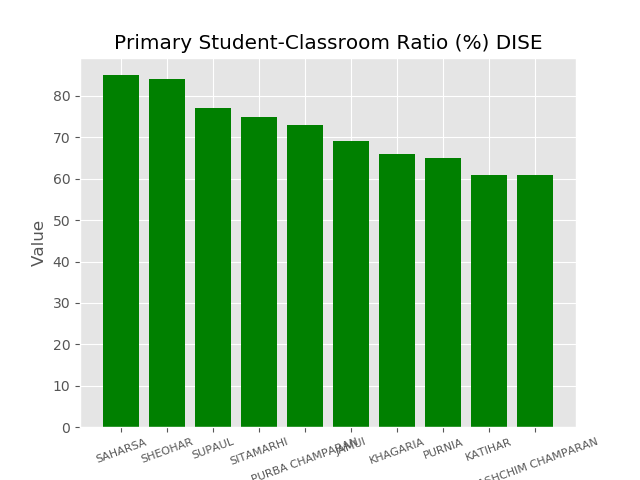 Primary Student-Classroom Ratio (%) DISE
Value
80
70
60
50
40
30
20
10
0
SAHARSA
SHEOHAR
SUPAUL
SITAMARHI
PURBA CHAMPARAN
JAMUI
KHAGARIA
PURNIA
KATIHAR
ASHCHIM CHAMPARAN